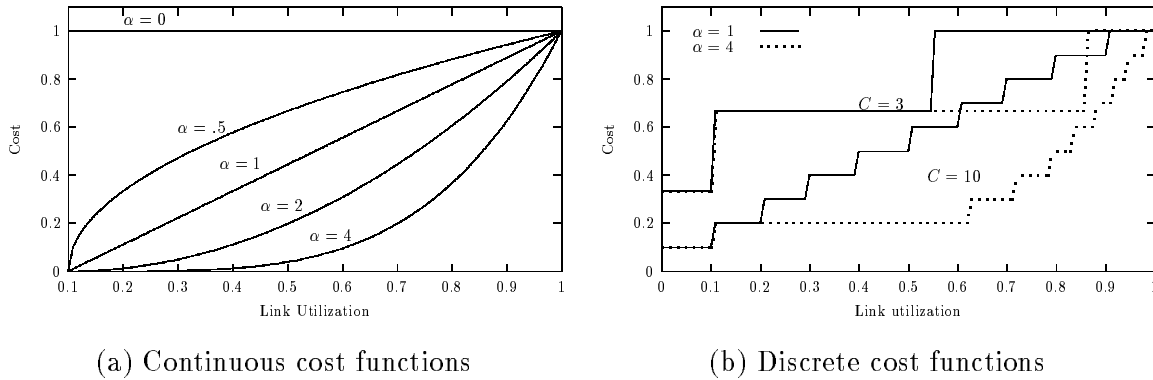 1
0.8
0.6
0.4
0.2
0
Cost
α = 0
α = .5
α = 1
α = 2
α = 4
0.1 0.2 0.3 0.4 0.5 0.6 0.7 0.8 0.9 1
Link Utilization
(a) Continuous cost functions
1
0.8
0.6
0.4
0.2
0
Cost
α = 1
α = 4
C = 3
C = 10
0 0.1 0.2 0.3 0.4 0.5 0.6 0.7 0.8 0.9 1
Link utilization
(b) Discrete cost functions